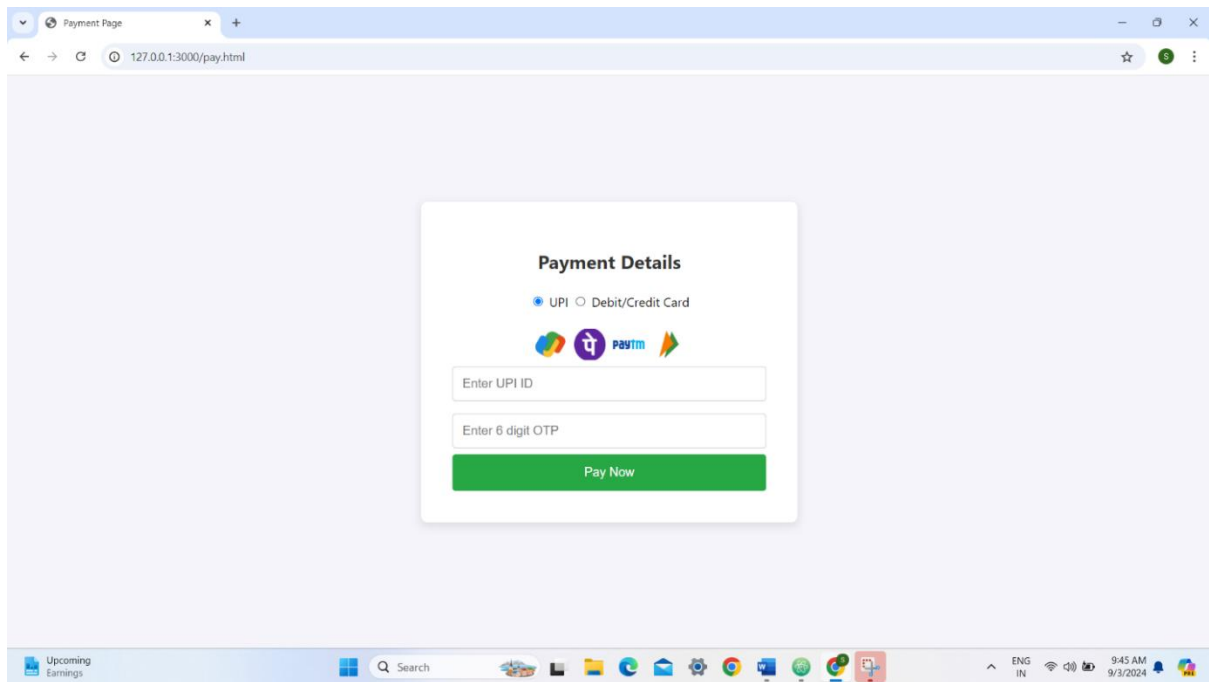 Payment Page
127.0.0.1:3000/pay.html
S
Payment Details
UPI Debit/Credit Card
पे paytm
Enter UPI ID
Enter 6 digit OTP
Pay Now
Upcoming
Earnings
Search
ENG
IN
9:45 AM
9/3/2024